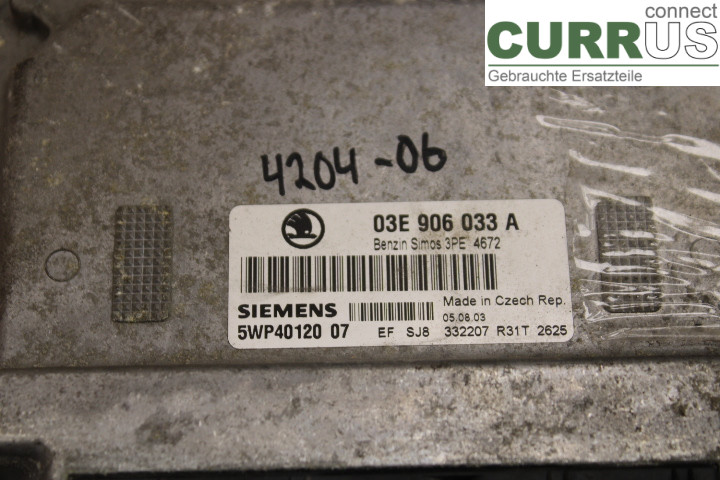 connect
CURRUS
Gebrauchte Ersatzteile
4204-06
03E 906 033 A
Benzin Simos 3PE 4672
SIEMENS
Made in Czech Rep.
05.08.03
5WP40120 07 EF SJ8 332207 R31T 2625